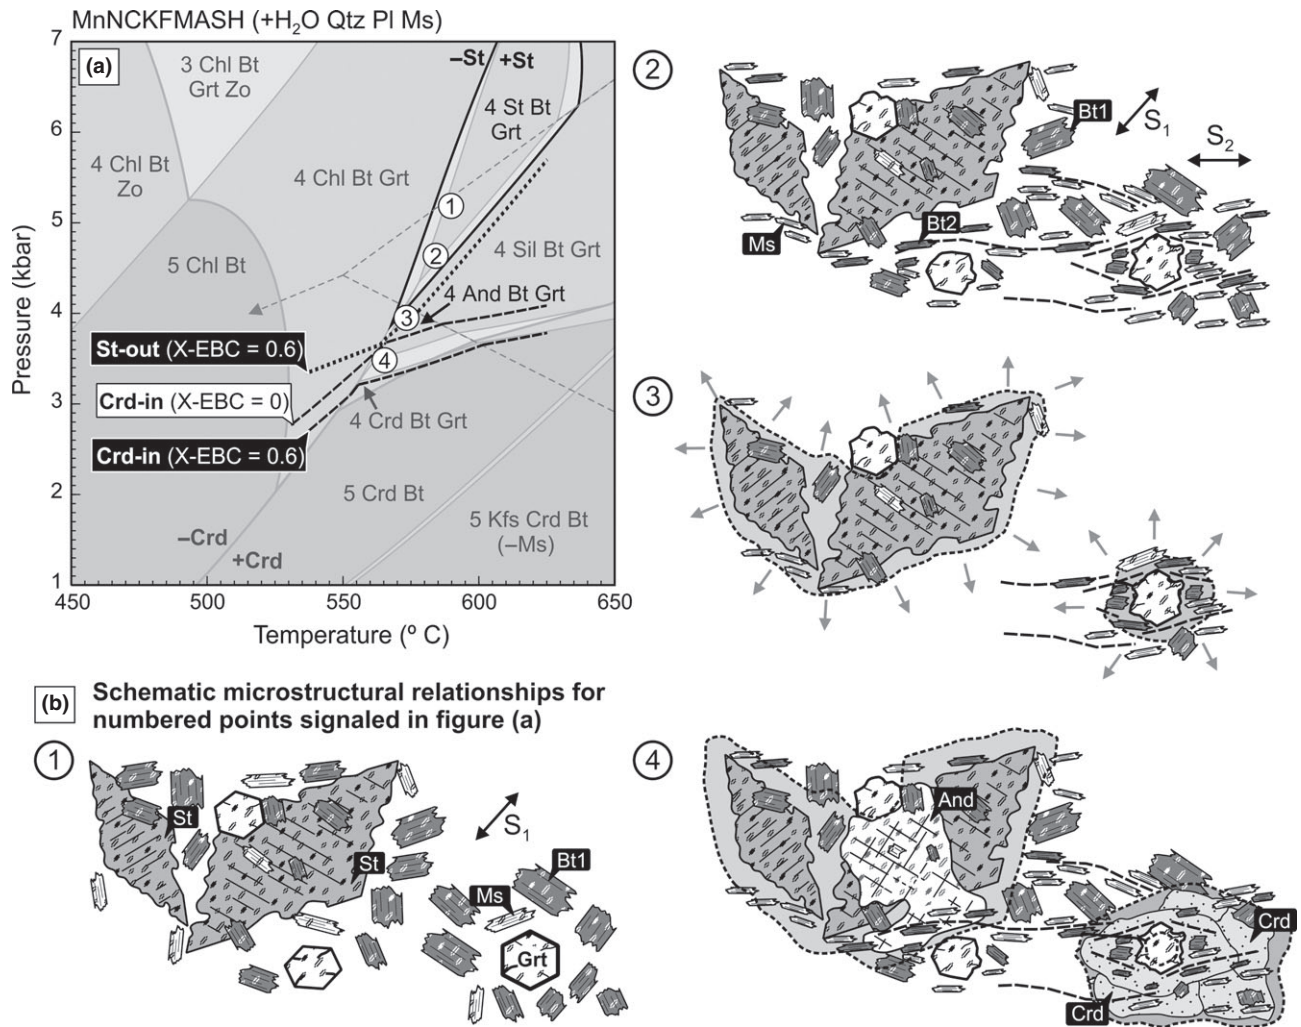 MnNCKFMASH (+H₂O Qtz Pl Ms)
(a)
7
6
5
4
3
2
1
Pressure (kbar)
450
500
550
600
650
Temperature (º C)
3 Chl Bt
Grt Zo
–St +St
4 St Bt
Grt
4 Chl Bt
Zo
4 Chl Bt Grt
1
5 Chl Bt
2
4 Sil Bt Grt
4 And Bt Grt
3
St-out (X-EBC = 0.6)
4
Crd-in (X-EBC = 0)
4 Crd Bt Grt
Crd-in (X-EBC = 0.6)
5 Crd Bt
5 Kfs Crd Bt
(–Ms)
–Crd
+Crd
(b) Schematic microstructural relationships for
numbered points signaled in figure (a)
1
St
St
S₁
Bt1
Ms
Grt
2
Bt1
S₁
S₂
Ms
Bt2
3
4
And
Crd
Crd